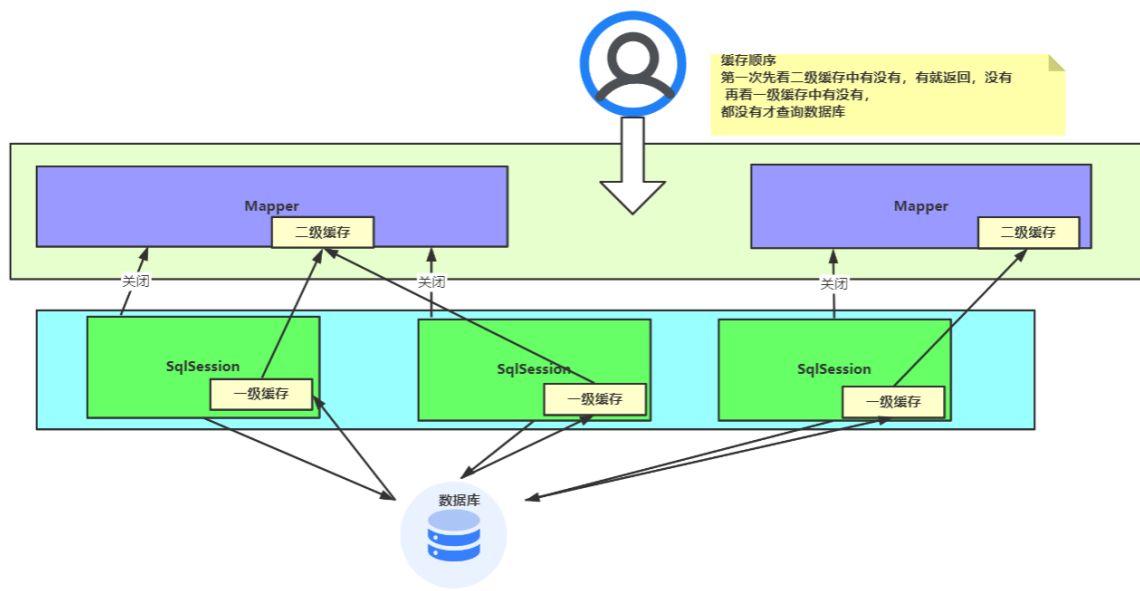 缓存顺序
第一次先看二级缓存中有没有，有就返回，没有
再看一级缓存中有没有，
都没有才查询数据库
Mapper
二级缓存
Mapper
二级缓存
关闭
关闭
关闭
SqlSession
一级缓存
SqlSession
一级缓存
SqlSession
一级缓存
数据库